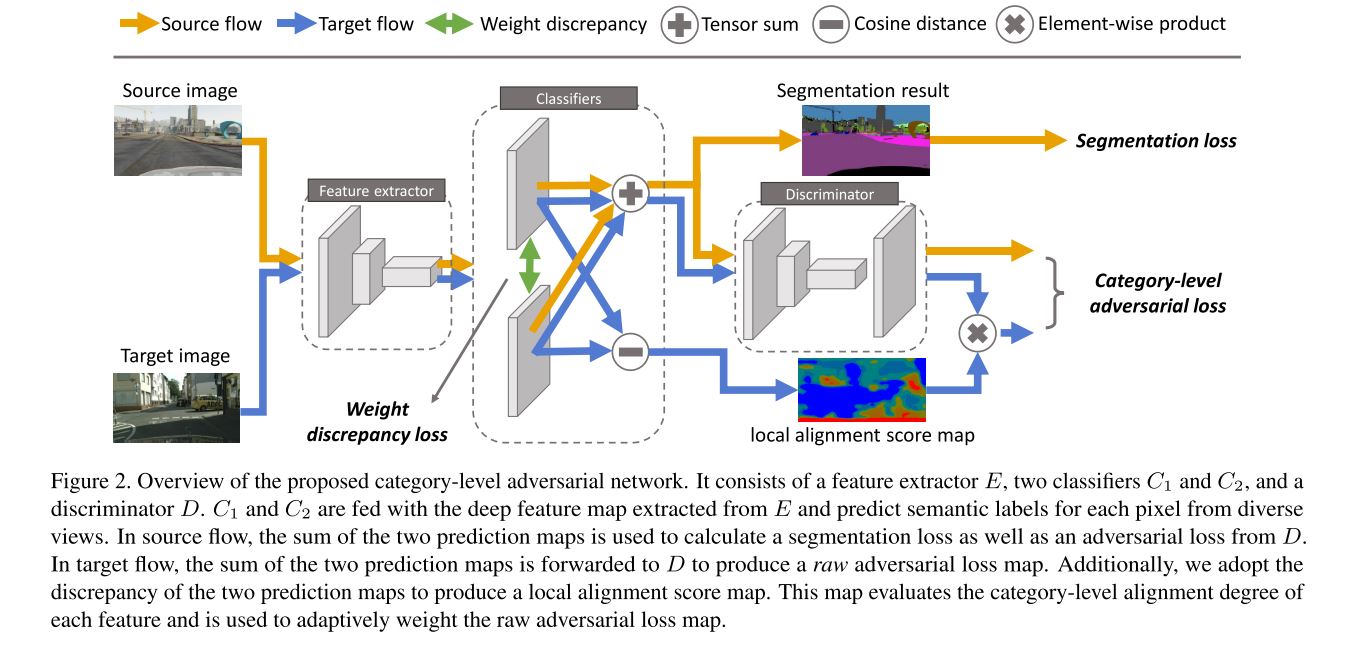 Source flow Target flow Weight discrepancy Tensor sum Cosine distance Element-wise product
Source image
Classifiers
Segmentation result
Segmentation loss
Feature extractor
Discriminator
Category-level
adversarial loss
Target image
Weight
discrepancy loss
local alignment score map
Figure 2. Overview of the proposed category-level adversarial network. It consists of a feature extractor E, two classifiers C1 and C2, and a
discriminator D. C1 and C2 are fed with the deep feature map extracted from E and predict semantic labels for each pixel from diverse
views. In source flow, the sum of the two prediction maps is used to calculate a segmentation loss as well as an adversarial loss from D.
In target flow, the sum of the two prediction maps is forwarded to D to produce a raw adversarial loss map. Additionally, we adopt the
discrepancy of the two prediction maps to produce a local alignment score map. This map evaluates the category-level alignment degree of
each feature and is used to adaptively weight the raw adversarial loss map.